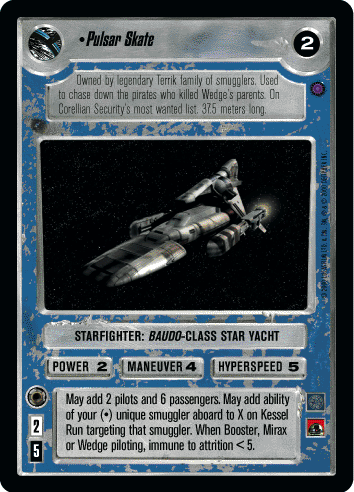 • Pulsar Skate
2
Owned by legendary Terrik family of smugglers. Used
to chase down the pirates who killed Wedge's parents. On
Corellian Security's most wanted list. 37.5 meters long.
STARFIGHTER: BAUDO-CLASS STAR YACHT
POWER 2
MANEUVER 4
HYPERSPEED 5
May add 2 pilots and 6 passengers. May add ability
of your (•) unique smuggler aboard to X on Kessel
Run targeting that smuggler. When Booster, Mirax
or Wedge piloting, immune to attrition < 5.
2
5